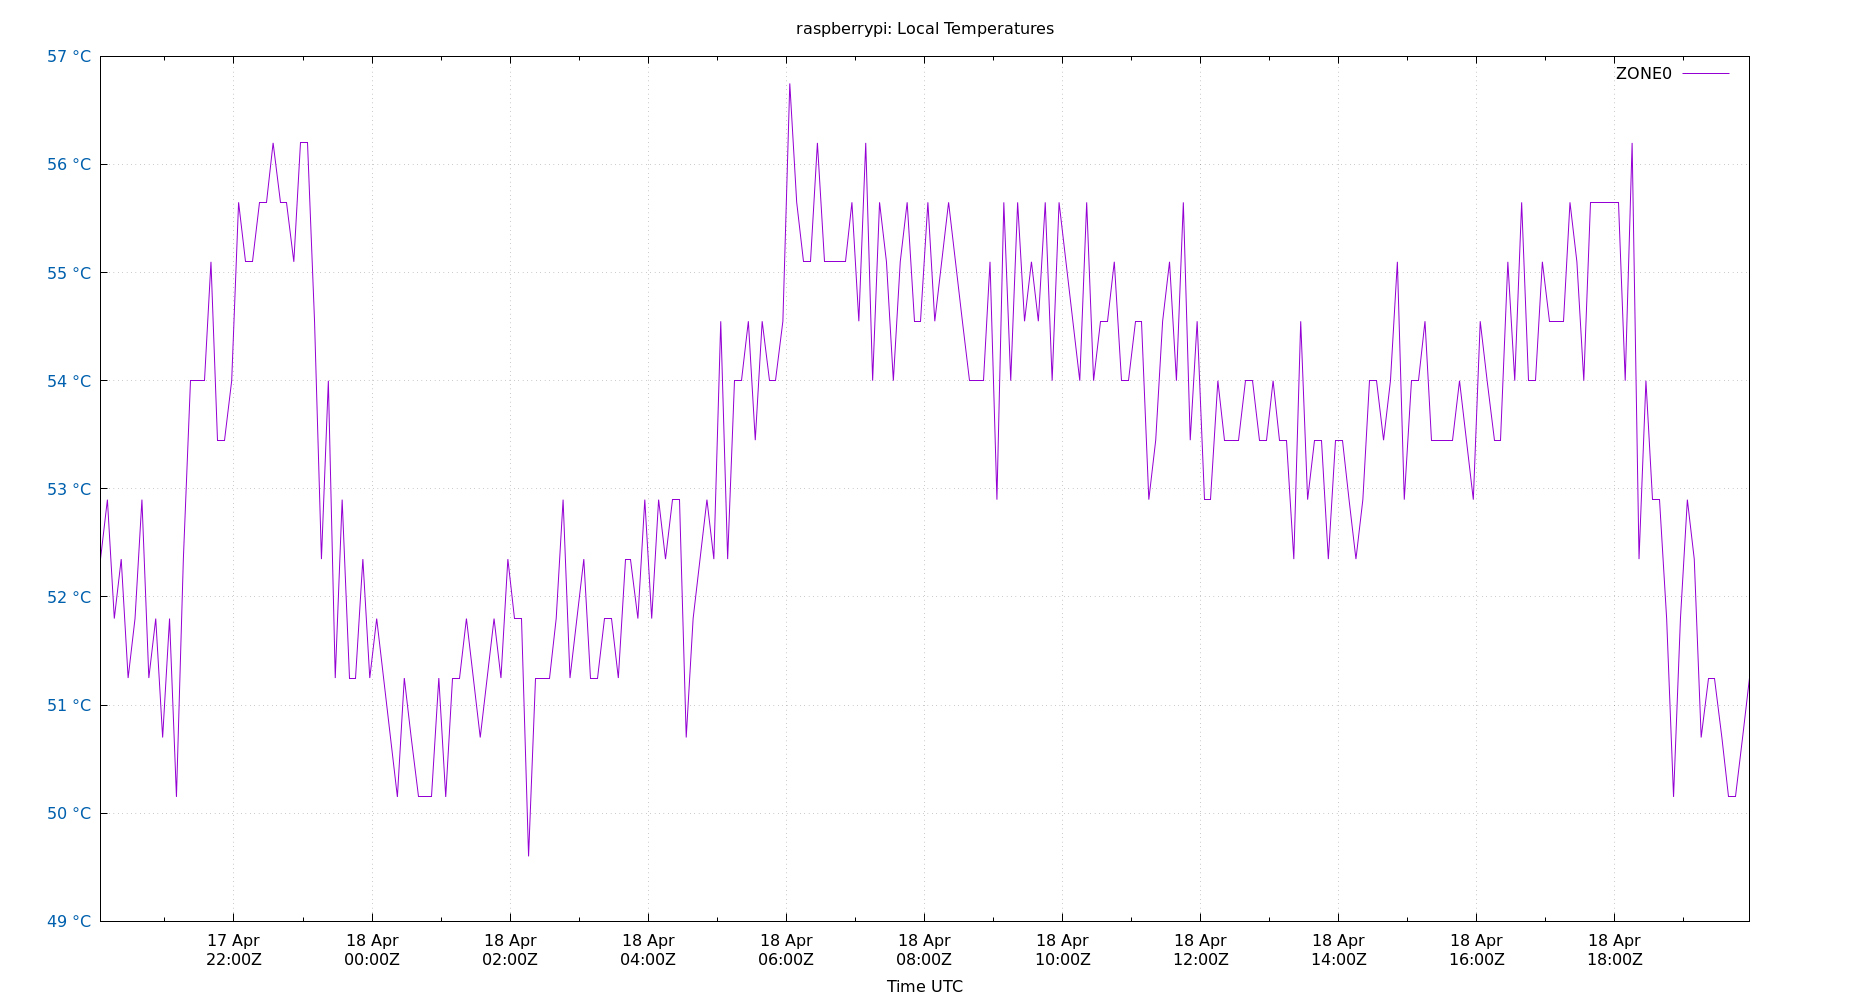 raspberrypi: Local Temperatures
57 °C
ZONE0
56 °C
55 °C
54 °C
53 °C
52 °C
51 °C
50 °C
49 °C
17 Apr 18 Apr 18 Apr 18 Apr 18 Apr 18 Apr 18 Apr 18 Apr 18 Apr 18 Apr 18 Apr
22:00Z 00:00Z 02:00Z 04:00Z 06:00Z 08:00Z 10:00Z 12:00Z 14:00Z 16:00Z 18:00Z
Time UTC